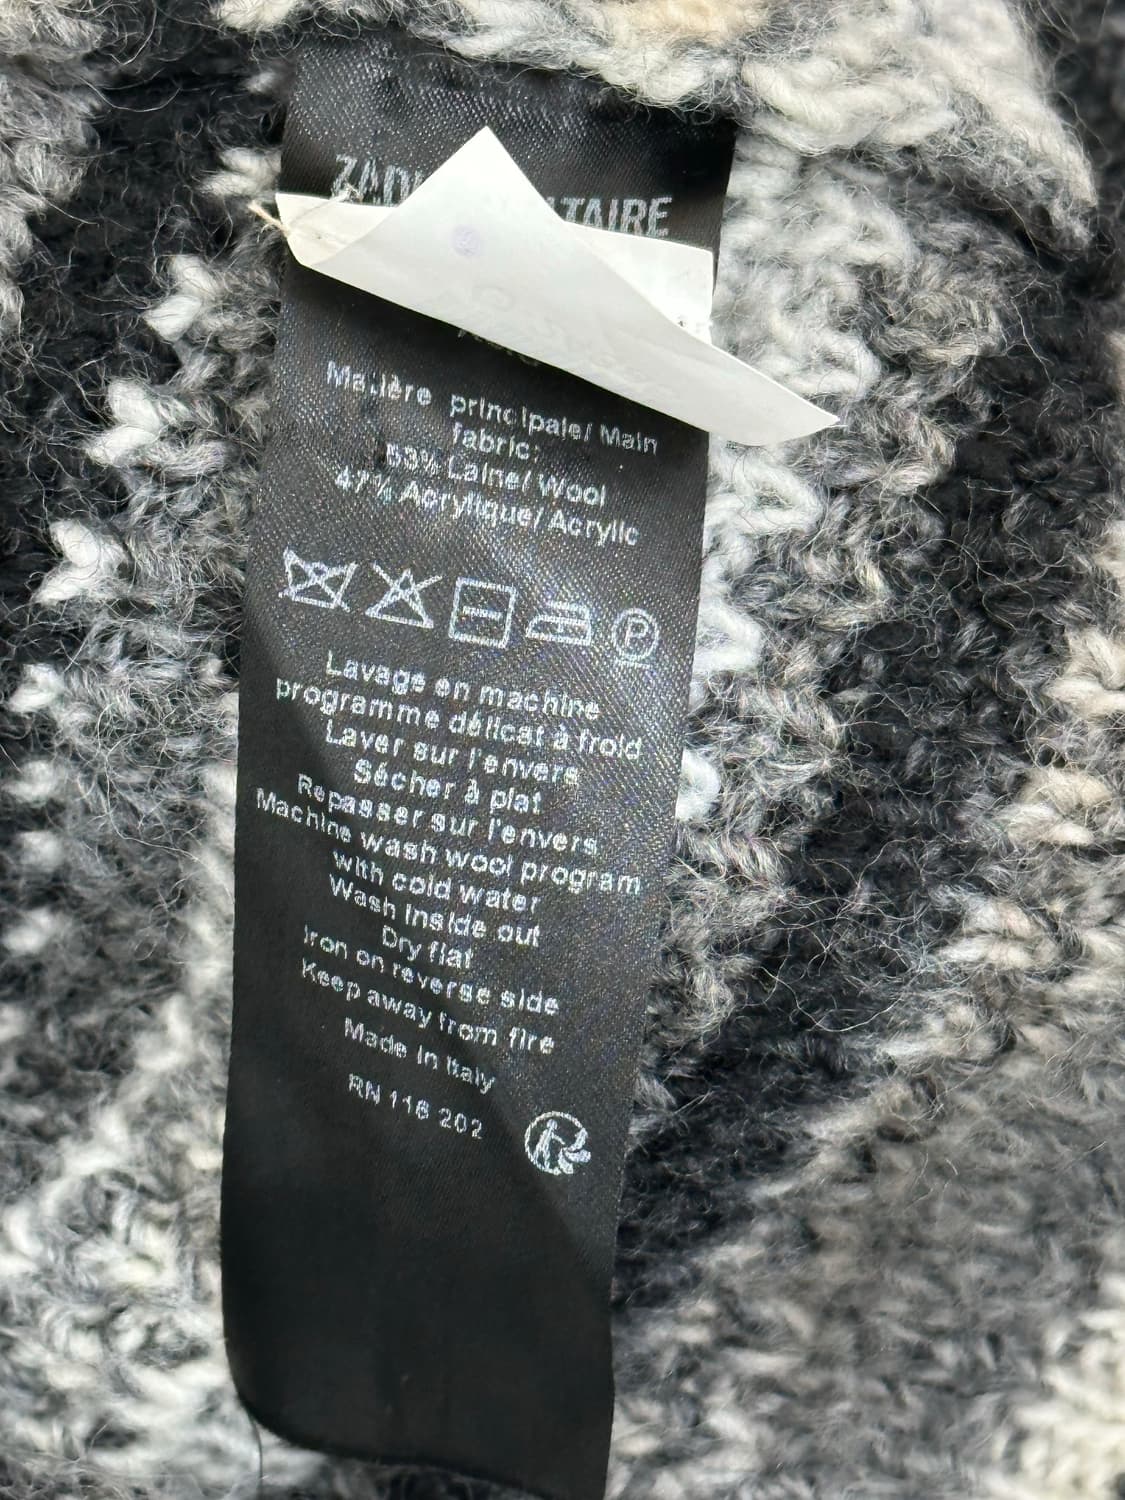 Matière principale/ Main
fabric:
53% Laine/ Wool
47% Acrylique/ Acrylic
P
Lavage en machine
programme délicat à froid
Laver sur l'envers
Sécher à plat
Repasser sur l'envers
Machine wash wool program
with cold water
Wash inside out
Dry flat
Iron on reverse side
Keep away from fire
Made in Italy
RN 116 202